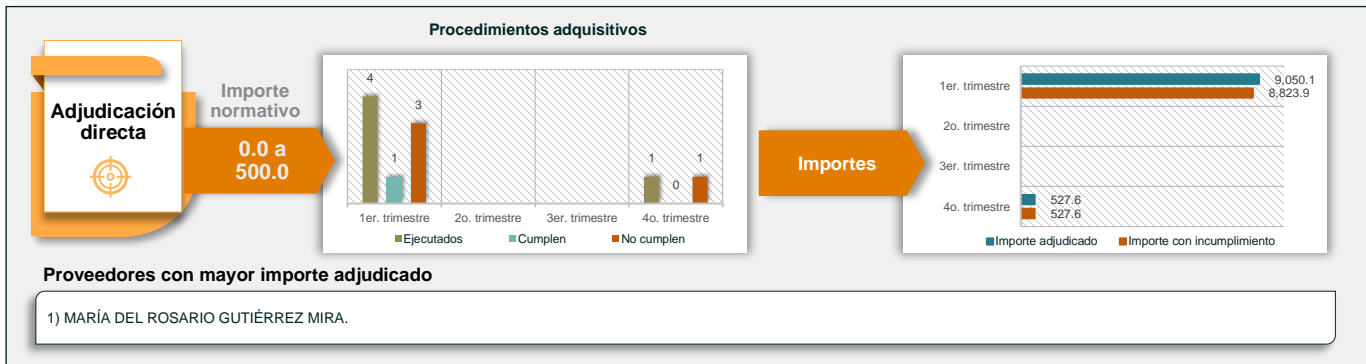 Procedimientos adquisitivos
Adjudicación
directa
Importe
normativo
0.0 a
500.0
4
1
3
1
0
1
1er. trimestre
2o. trimestre
3er. trimestre
4o. trimestre
Ejecutados
Cumplen
No cumplen
Importes
1er. trimestre
9,050.1
8,823.9
2o. trimestre
3er. trimestre
4o. trimestre
527.6
527.6
Importe adjudicado
Importe con incumplimiento
Proveedores con mayor importe adjudicado
1) MARÍA DEL ROSARIO GUTIÉRREZ MIRA.